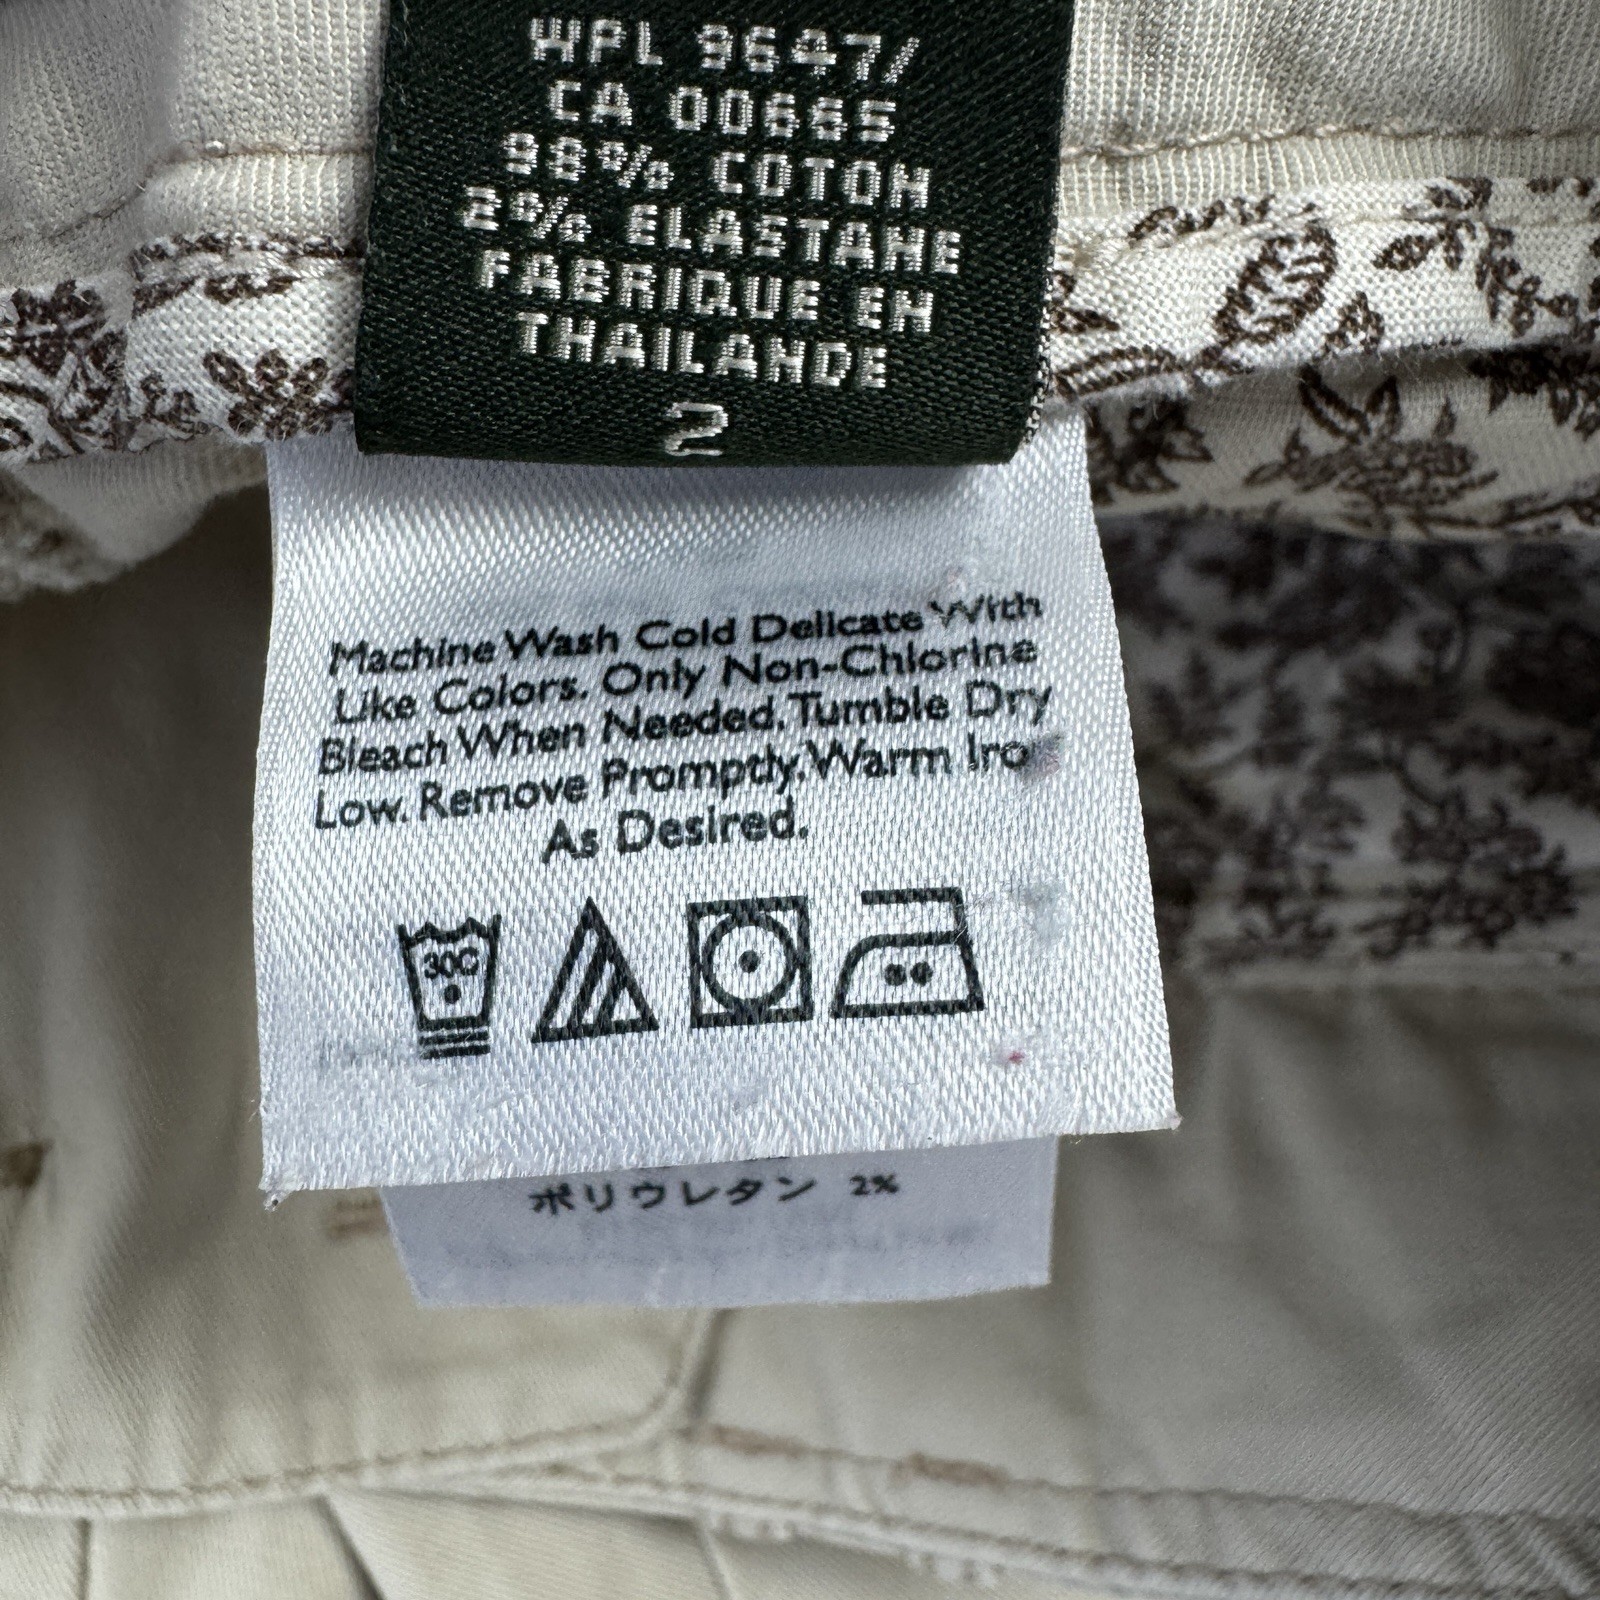 WPL 9647/
CA 00665
98% COTON
2% ELASTANE
FABRIQUE EN
THAILANDE
2
Machine Wash Cold Delicate With
Like Colors. Only Non-Chlorine
Bleach When Needed. Tumble Dry
Low. Remove Promptly. Warm Iron
As Desired.
30C
ポリウレタン 2%